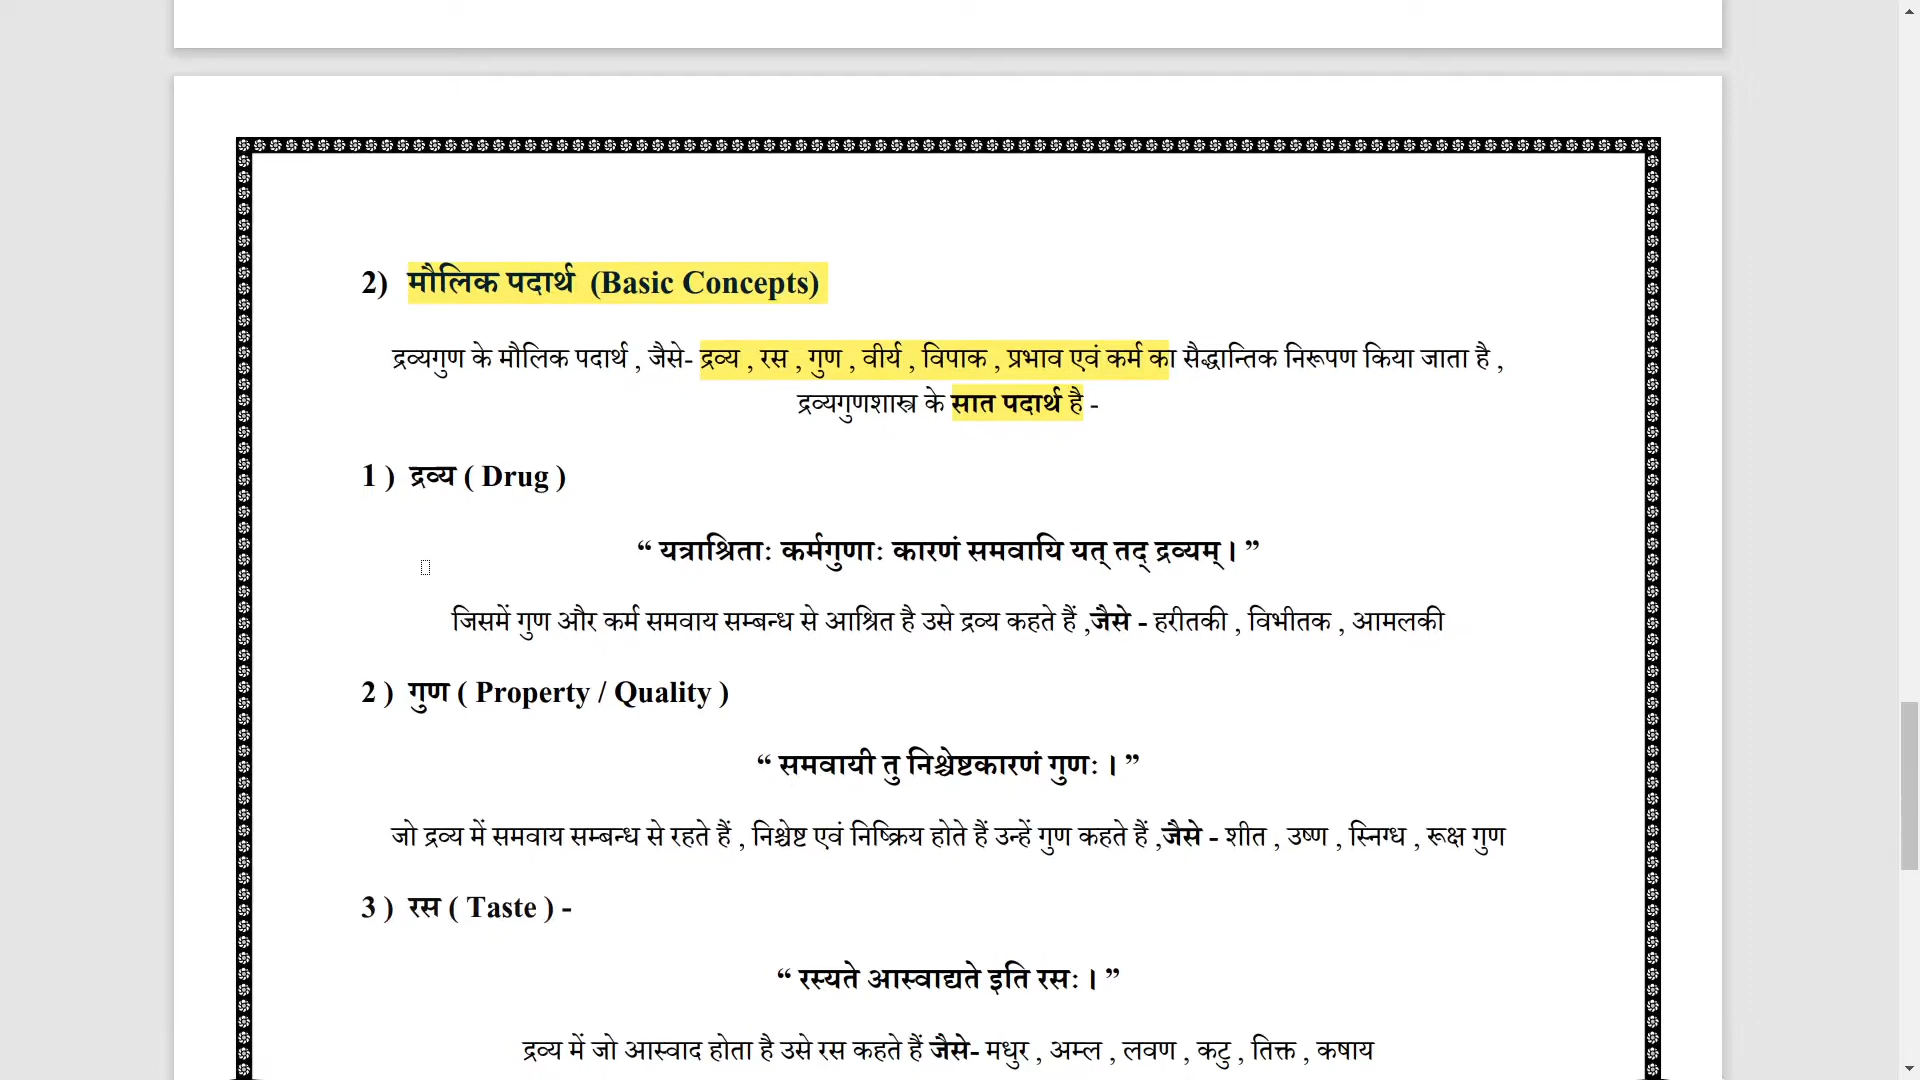 2) मौलिक पदार्थ (Basic Concepts)
द्रव्यगुण के मौलिक पदार्थ , जैसे- द्रव्य , रस , गुण , वीर्य , विपाक , प्रभाव एवं कर्म का सैद्धान्तिक निरूपण किया जाता है ,
द्रव्यगुणशास्त्र के सात पदार्थ है -
1 ) द्रव्य ( Drug )
“ यत्राश्रिताः कर्मगुणाः कारणं समवायि यत् तद् द्रव्यम्। ”
जिसमें गुण और कर्म समवाय सम्बन्ध से आश्रित है उसे द्रव्य कहते हैं ,जैसे - हरीतकी , विभीतक , आमलकी
2 ) गुण ( Property / Quality )
“ समवायी तु निश्चेष्टकारणं गुणः । ”
जो द्रव्य में समवाय सम्बन्ध से रहते हैं , निश्चेष्ट एवं निष्क्रिय होते हैं उन्हें गुण कहते हैं ,जैसे - शीत , उष्ण , स्निग्ध , रूक्ष गुण
3 ) रस ( Taste ) -
“ रस्यते आस्वाद्यते इति रसः । ”
द्रव्य में जो आस्वाद होता है उसे रस कहते हैं जैसे- मधुर , अम्ल , लवण , कटु , तिक्त , कषाय